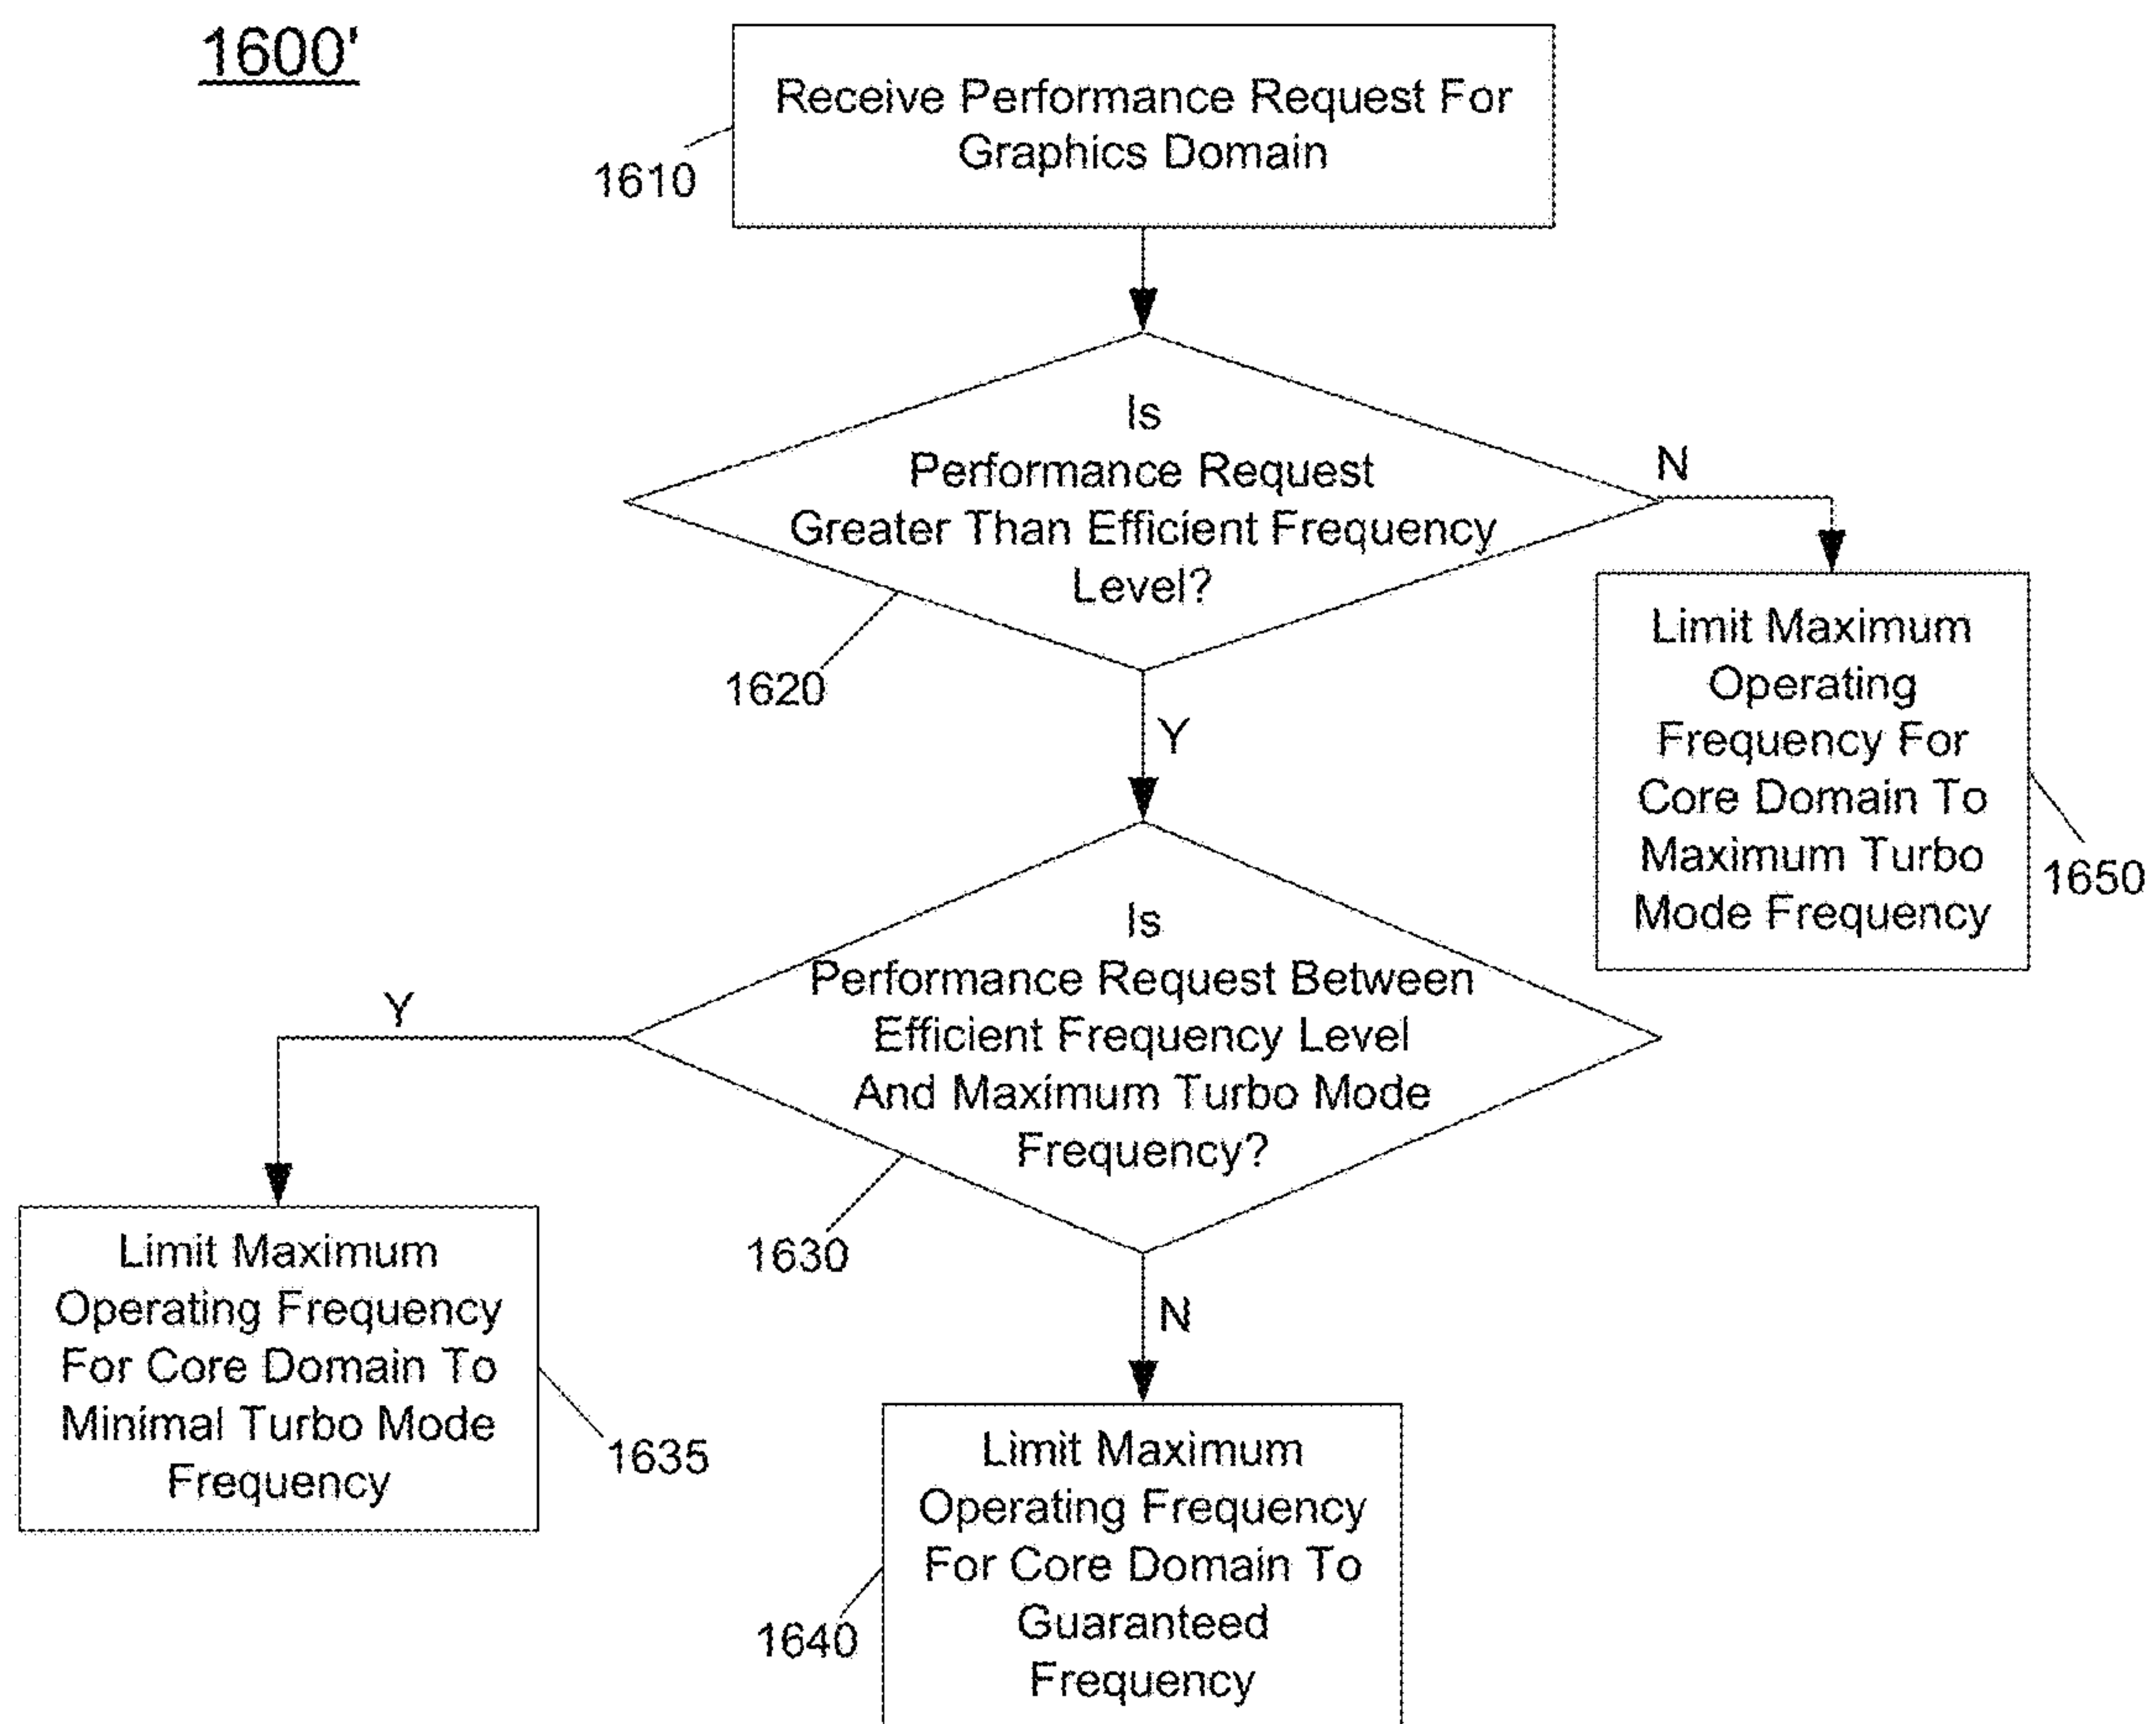 1600'
Receive Performance Request For
Graphics Domain
1610
Is
Performance Request
Greater Than Efficient Frequency
Level?
N
1620
Y
Limit Maximum
Operating
Frequency For
Core Domain To
Maximum Turbo
Mode Frequency
1650
Is
Performance Request Between
Efficient Frequency Level
And Maximum Turbo Mode
Frequency?
Y
1630
N
Limit Maximum
Operating Frequency
For Core Domain To
Minimal Turbo Mode
Frequency
1635
Limit Maximum
Operating Frequency
For Core Domain To
Guaranteed
Frequency
1640